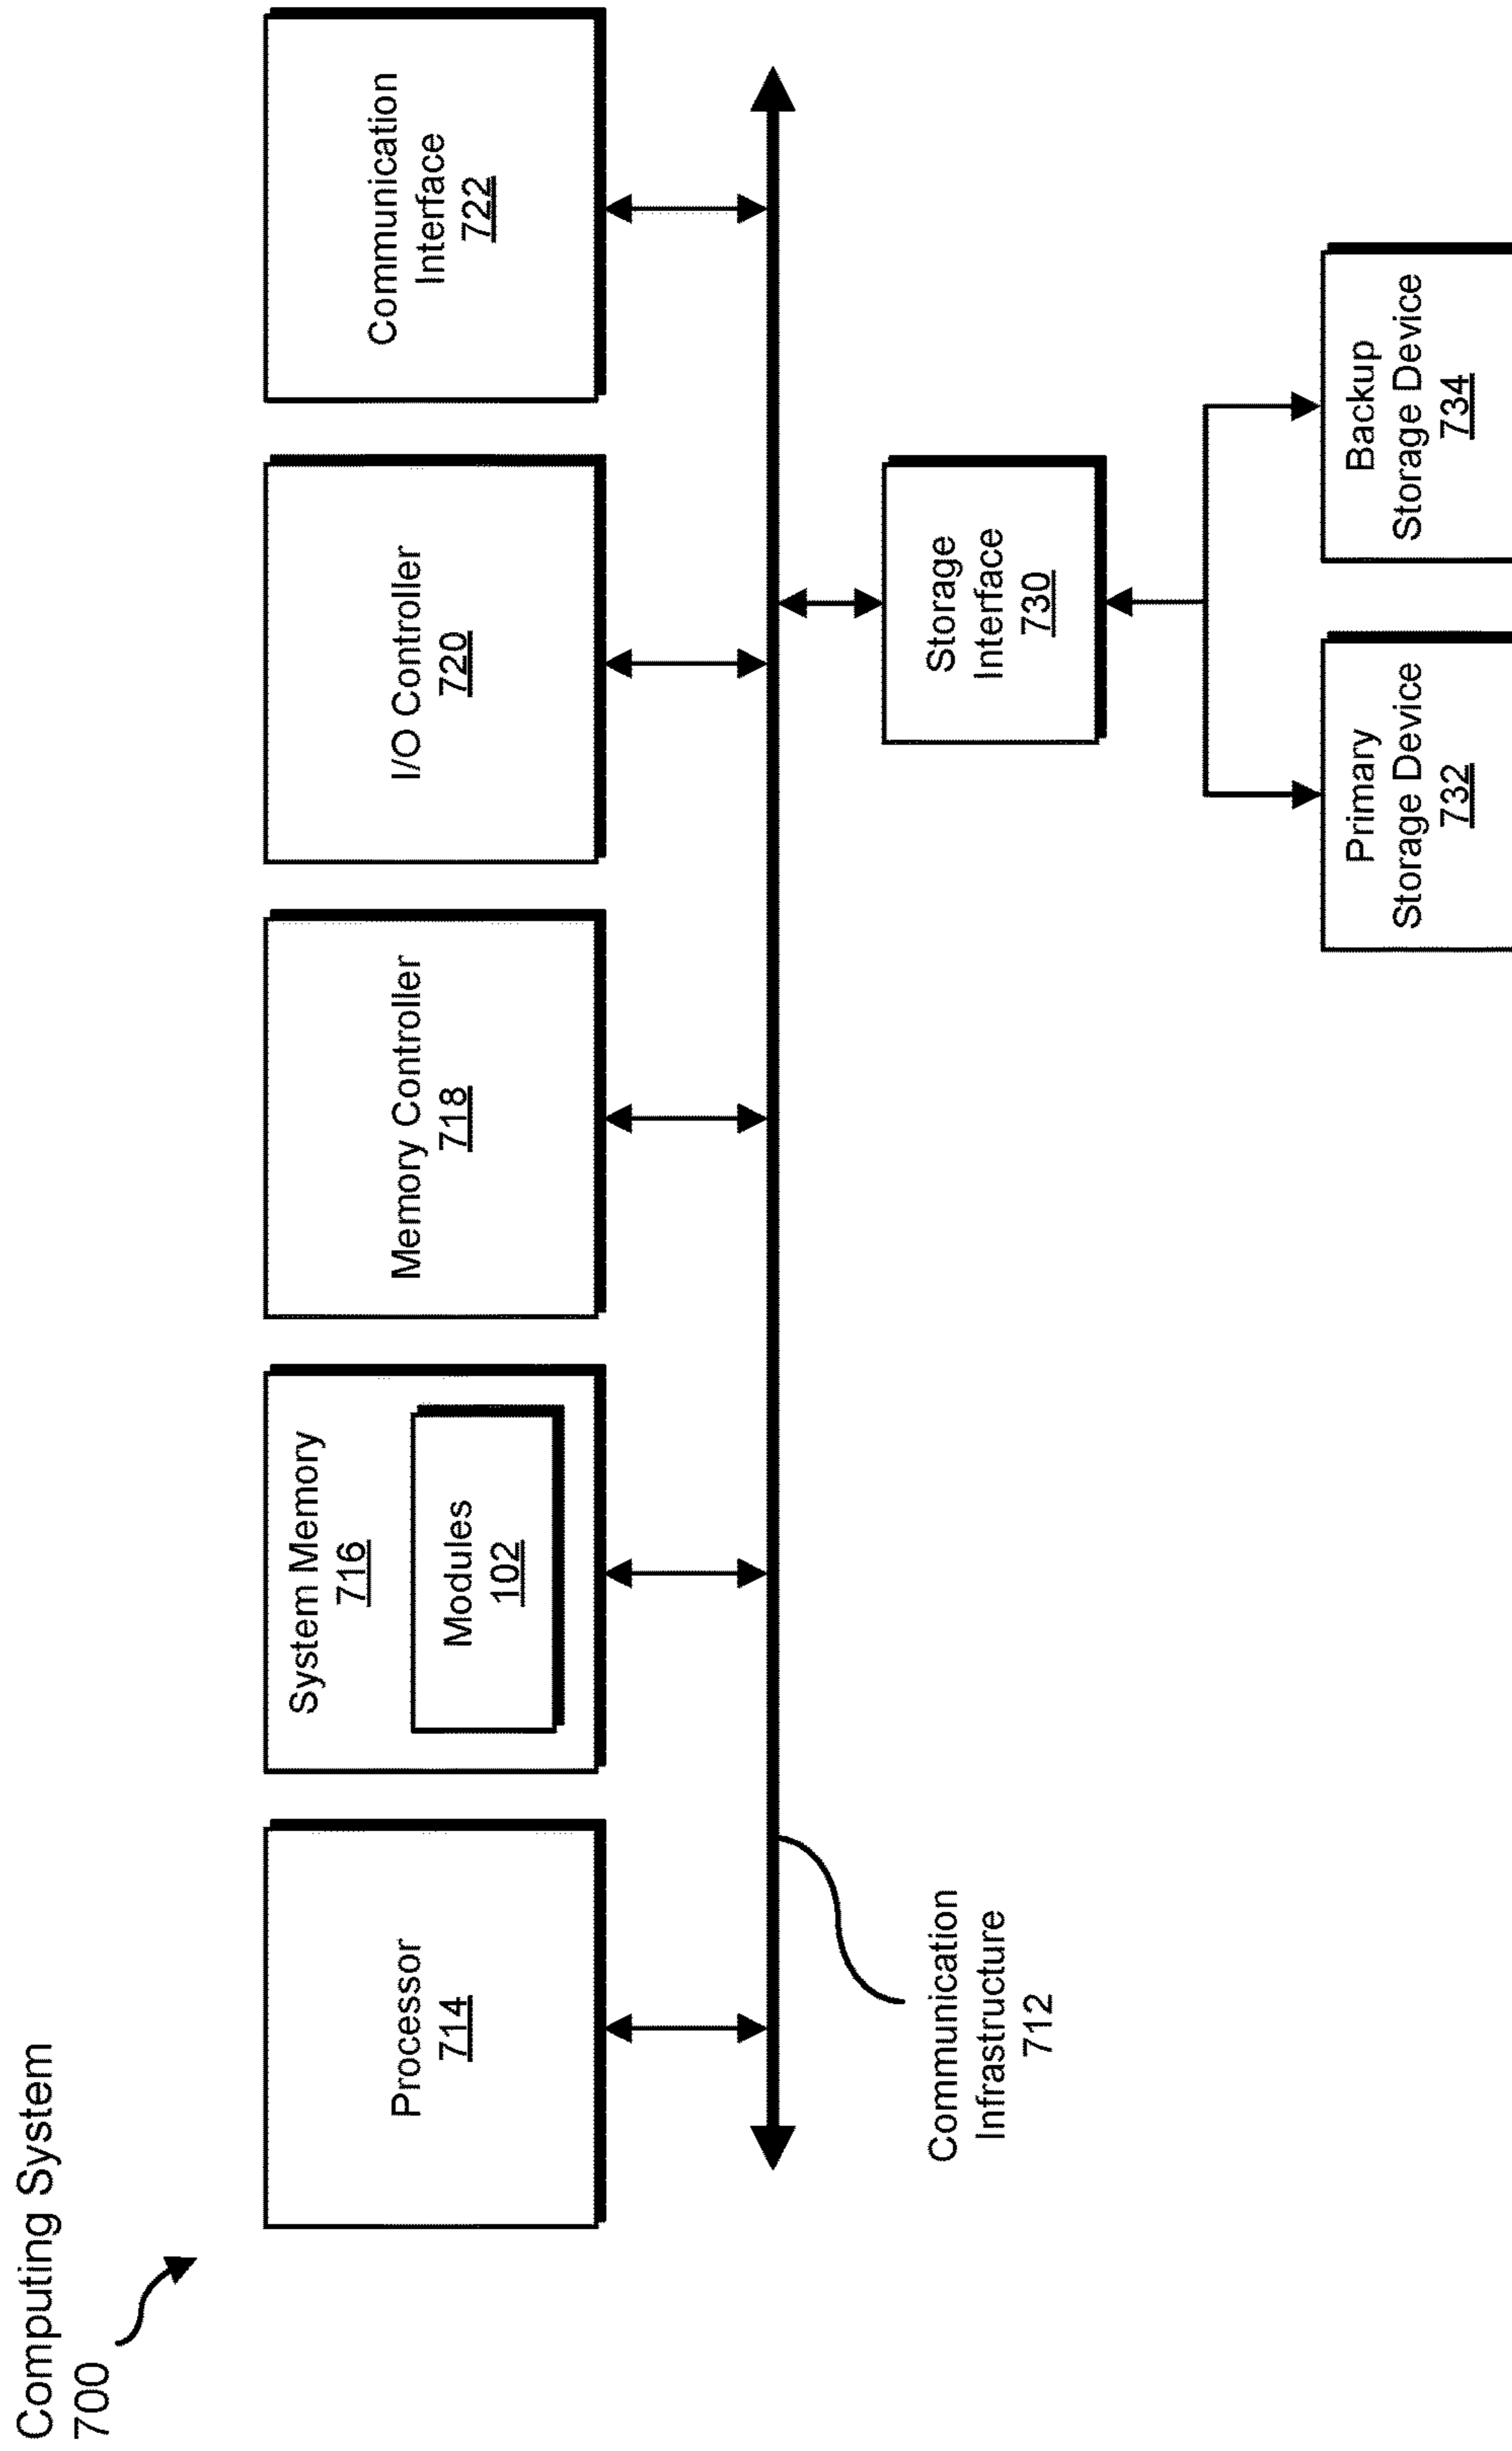 Computing System
700
Processor
714
System Memory
716
Modules
102
Memory Controller
718
I/O Controller
720
Communication
Interface
722
Communication
Infrastructure
712
Storage
Interface
730
Primary
Storage Device
732
Backup
Storage Device
734